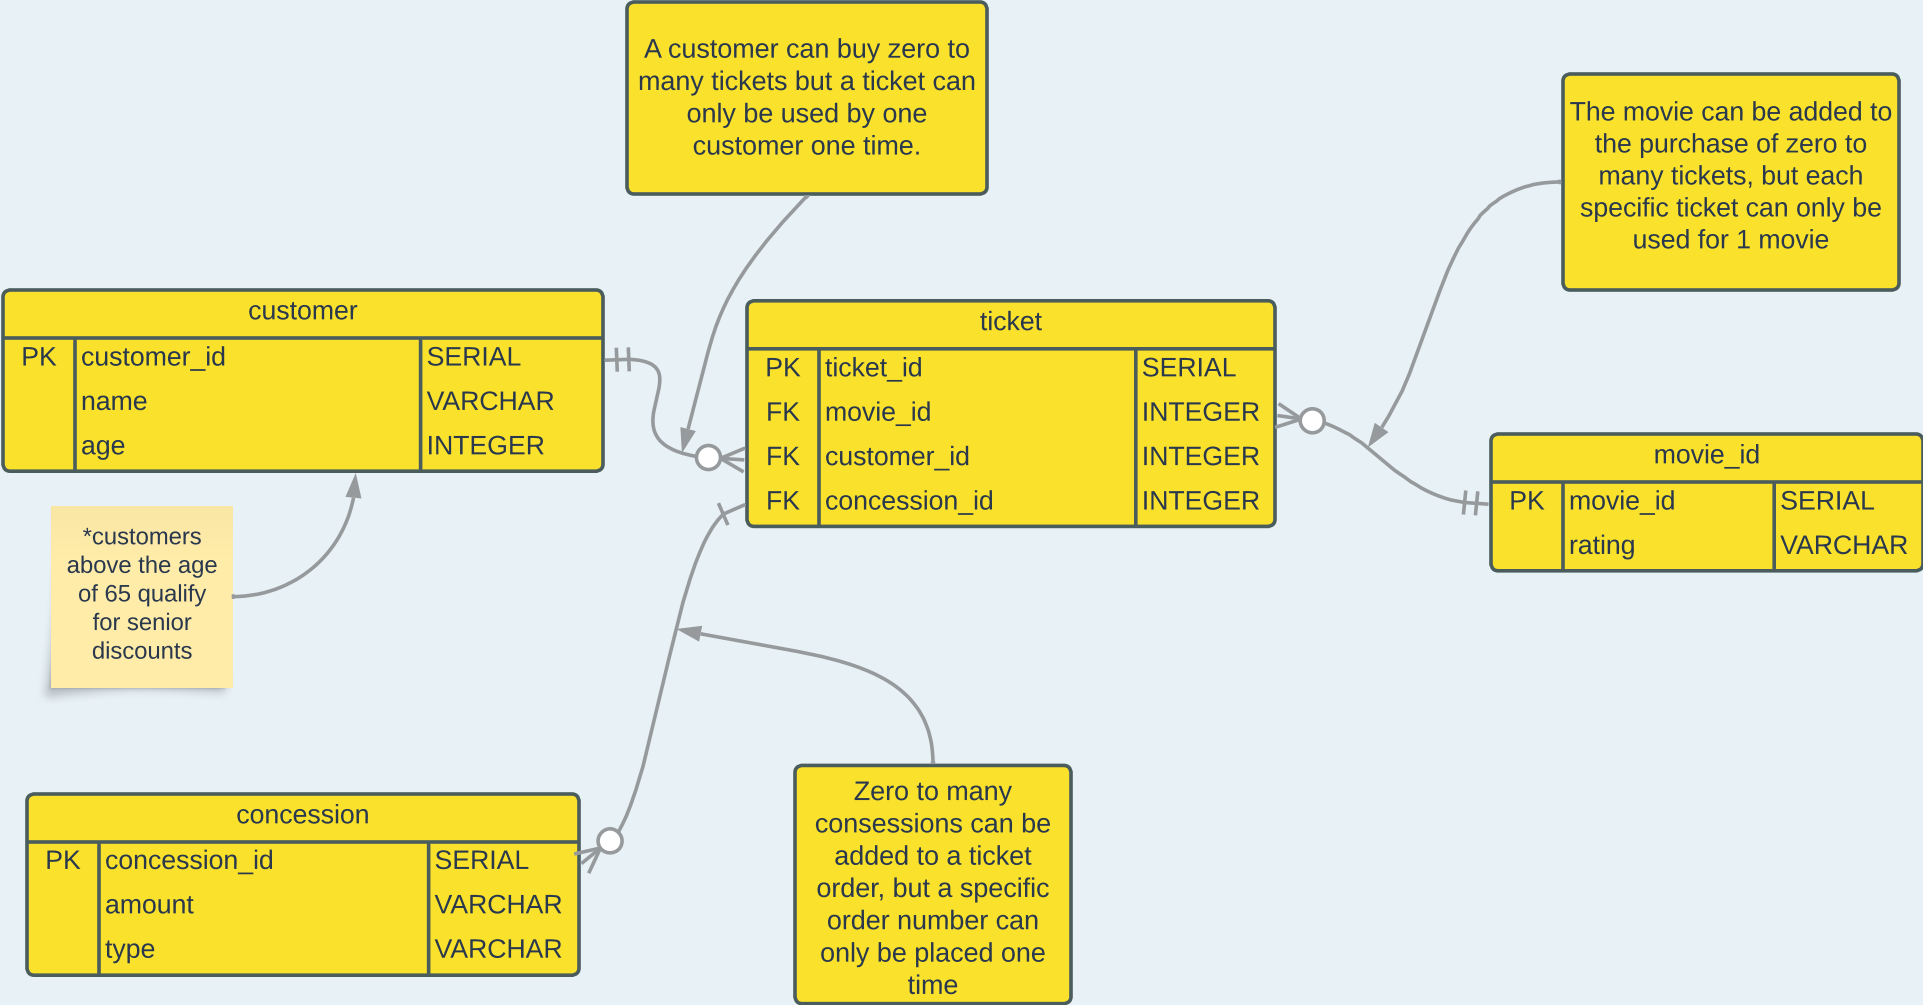 A customer can buy zero to
many tickets but a ticket can
only be used by one
customer one time.
The movie can be added to
the purchase of zero to
many tickets, but each
specific ticket can only be
used for 1 movie
customer
PK customer_id SERIAL
name VARCHAR
age INTEGER
ticket
PK ticket_id SERIAL
FK movie_id INTEGER
FK customer_id INTEGER
FK concession_id INTEGER
movie_id
PK movie_id SERIAL
rating VARCHAR
*customers
above the age
of 65 qualify
for senior
discounts
concession
PK concession_id SERIAL
amount VARCHAR
type VARCHAR
Zero to many
consessions can be
added to a ticket
order, but a specific
order number can
only be placed one
time